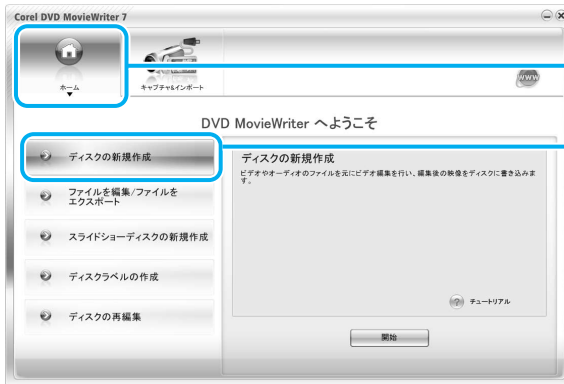 Corel DVD MovieWriter 7
ホーム
キャプチャ&インポート
WWW
DVD MovieWriter へようこそ
ディスクの新規作成
ファイルを編集/ファイルを
エクスポート
スライドショーディスクの新規作成
ディスクラベルの作成
ディスクの再編集
ディスクの新規作成
ビデオやオーディオのファイルを元にビデオ編集を行い、編集後の映像をディスクに書き込みま
す。
チュートリアル
開始